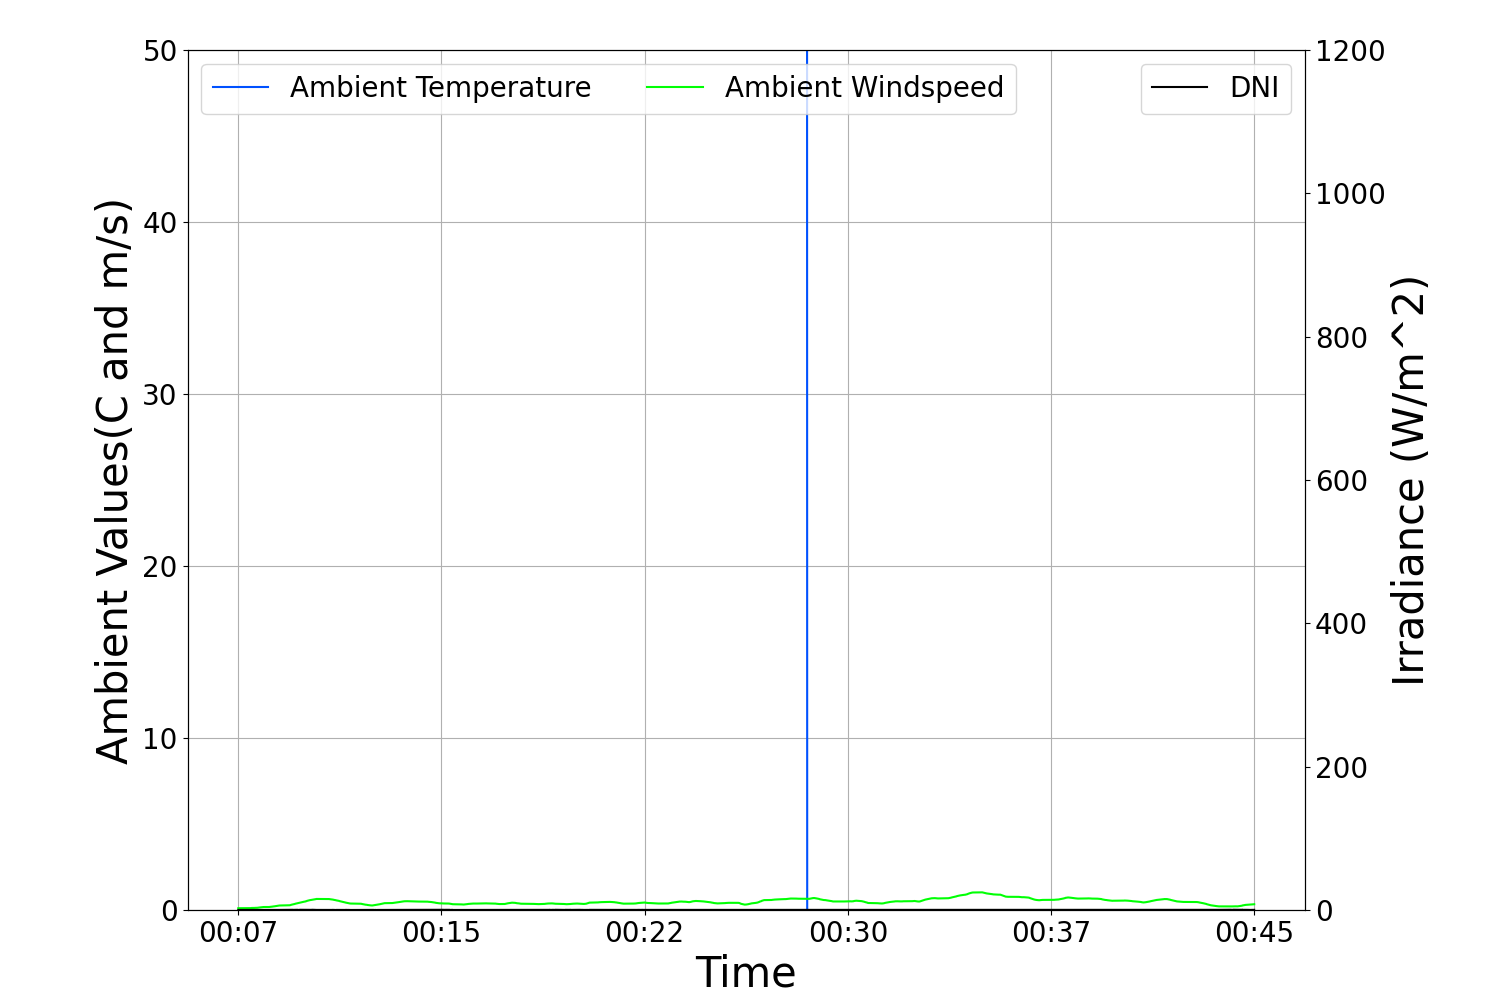 Ambient Temperature
Ambient Windspeed
DNI
Ambient Values(C and m/s)
50
40
30
20
10
0
1200
1000
800
600
400
200
0
Irradiance (W/m^2)
00:07 00:15 00:22 00:30 00:37 00:45
Time